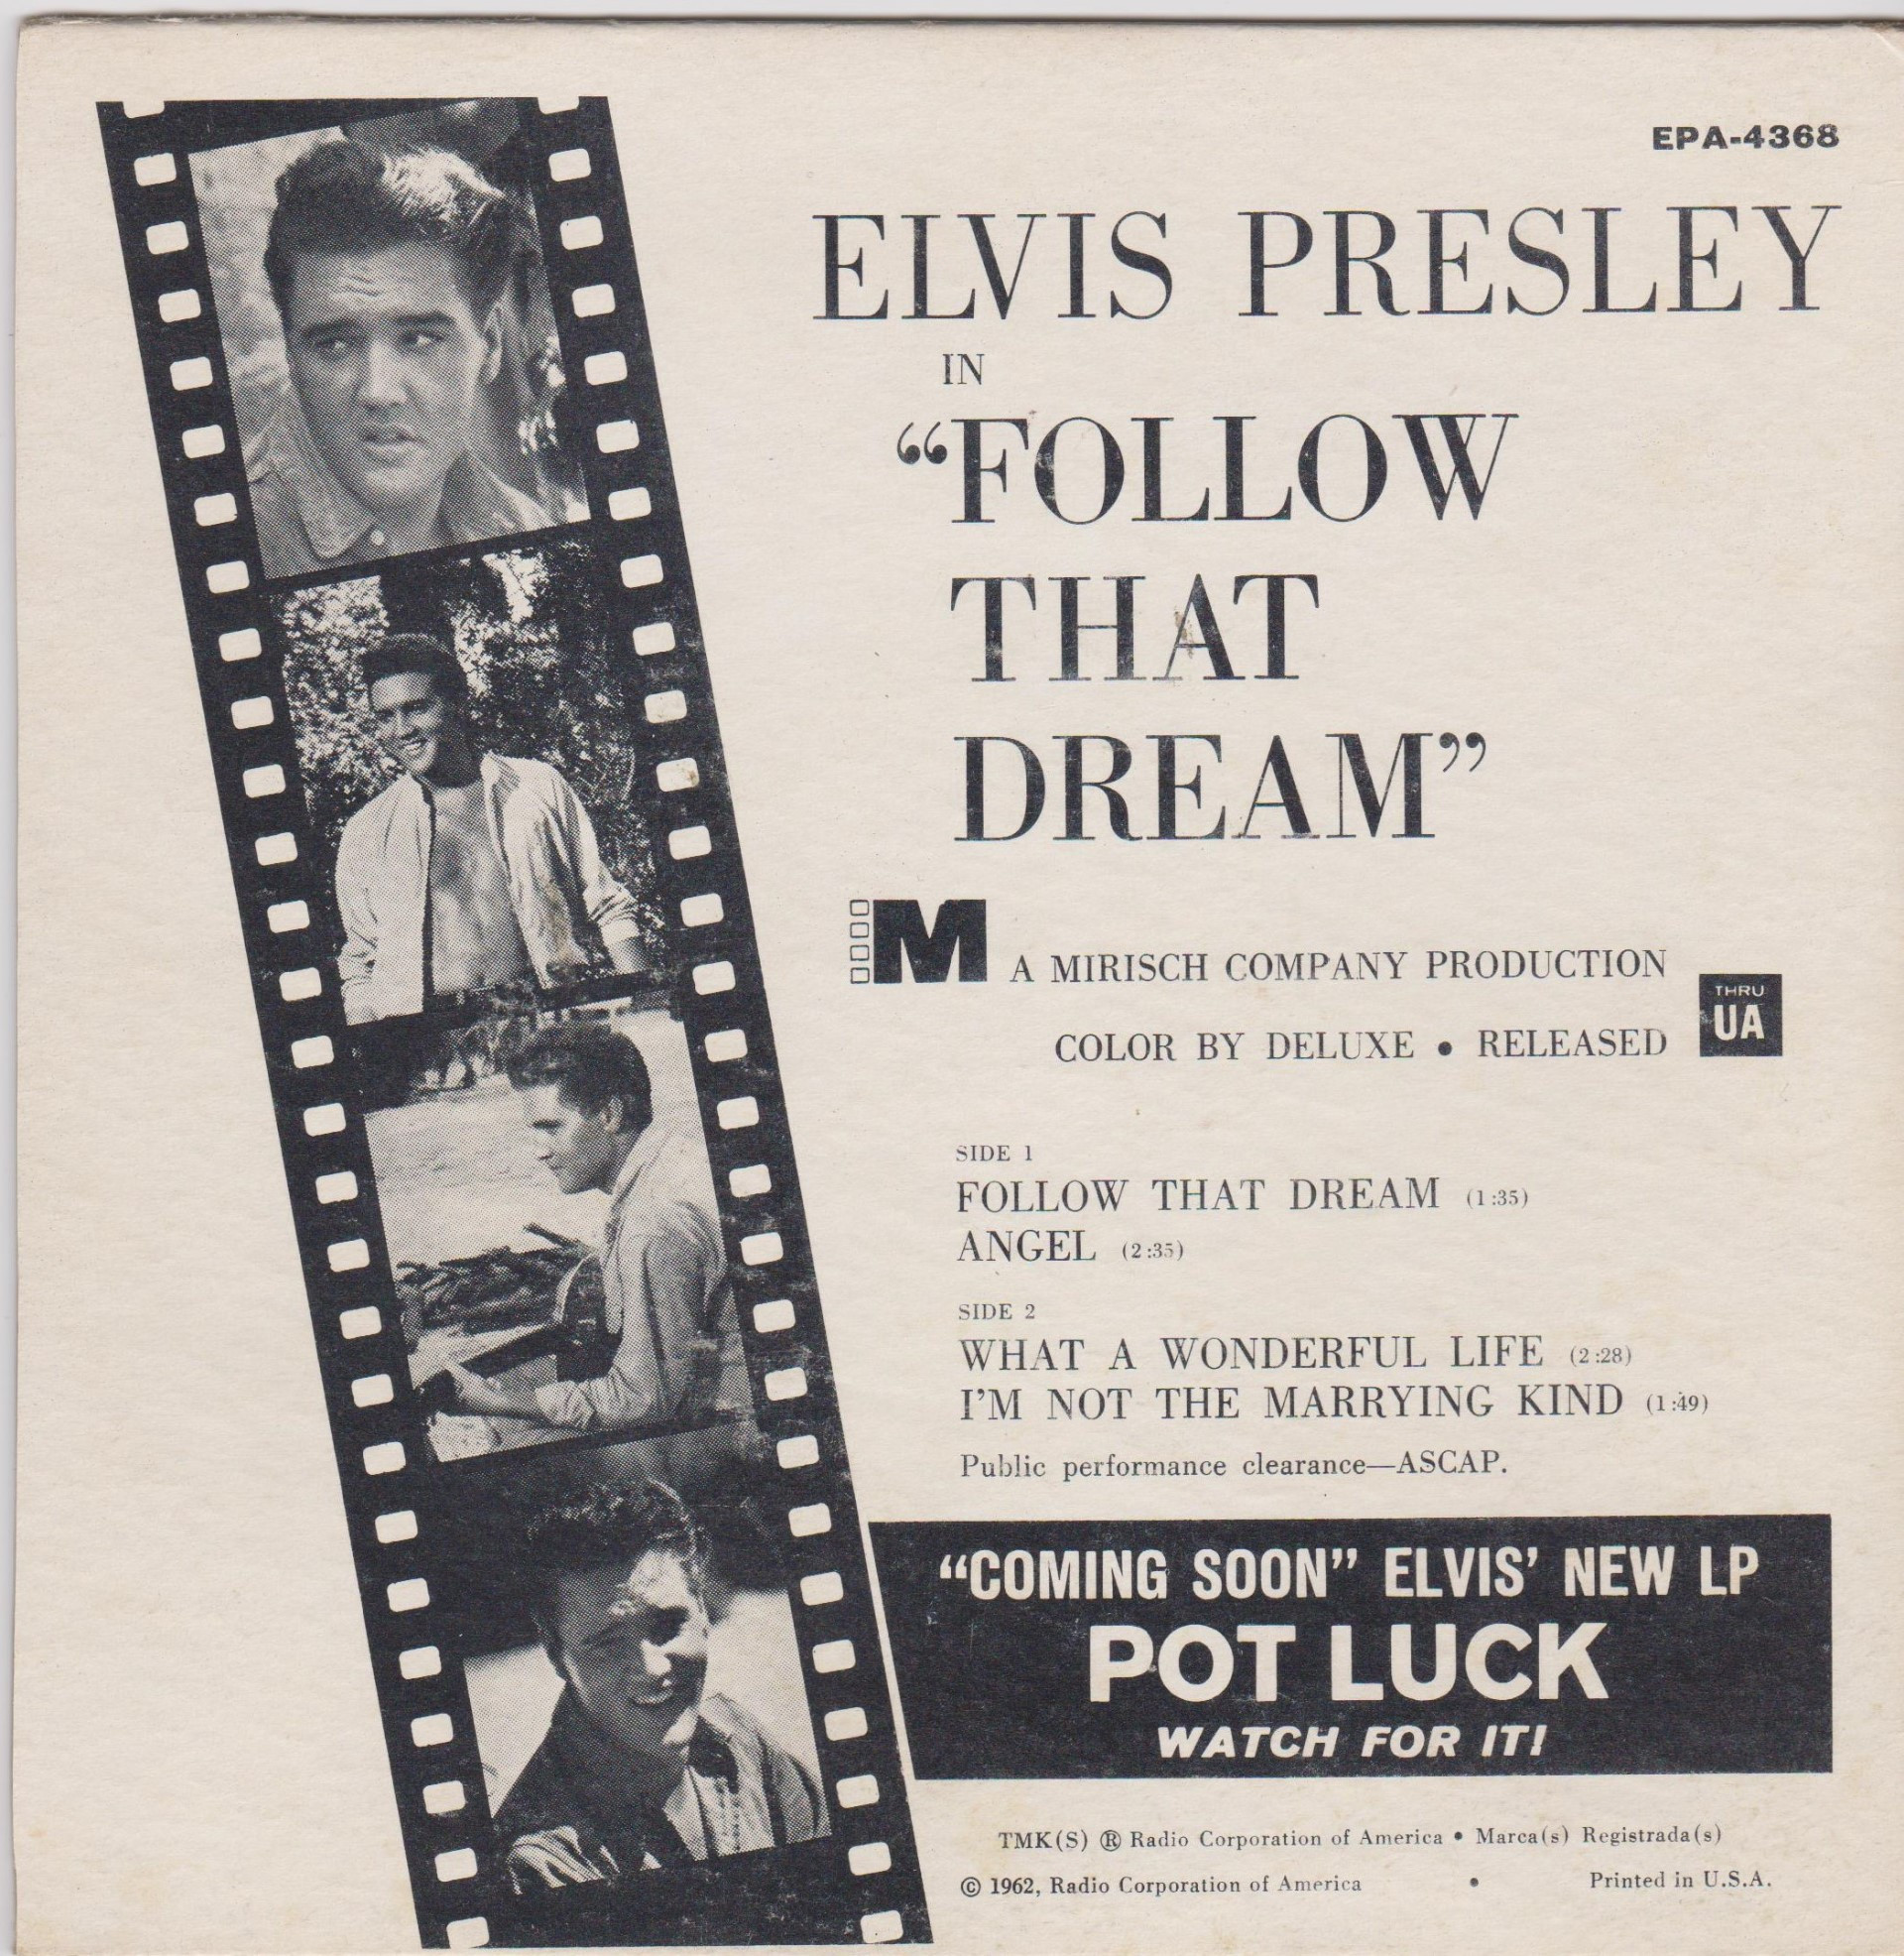 EPA-4368
ELVIS PRESLEY
IN
“FOLLOW
THAT
DREAM”
M A MIRISCH COMPANY PRODUCTION
COLOR BY DELUXE • RELEASED
THRU
UA
SIDE 1
FOLLOW THAT DREAM (1:35)
ANGEL (2:35)
SIDE 2
WHAT A WONDERFUL LIFE (2:28)
I’M NOT THE MARRYING KIND (1:49)
Public performance clearance—ASCAP.
“COMING SOON” ELVIS’ NEW LP
POT LUCK
WATCH FOR IT!
TMK(S) ® Radio Corporation of America • Marca(s) Registrada(s)
© 1962, Radio Corporation of America • Printed in U.S.A.